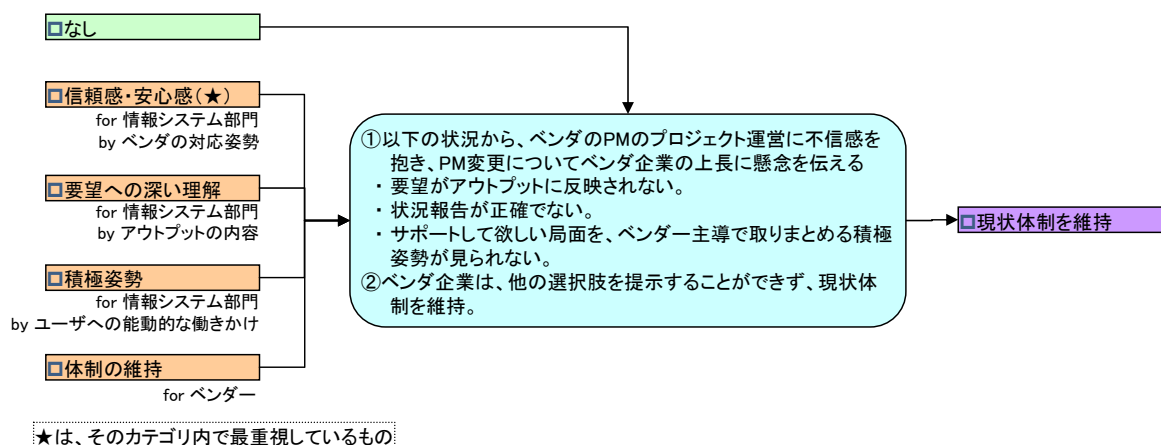 なし
信頼感・安心感(★)
for 情報システム部門
by ベンダの対応姿勢
要望への深い理解
for 情報システム部門
by アウトプットの内容
積極姿勢
for 情報システム部門
by ユーザへの能動的な働きかけ
体制の維持
for ベンダー
★は、そのカテゴリ内で最重視しているもの
①以下の状況から、ベンダのPMのプロジェクト運営に不信感を
抱き、PM変更についてベンダ企業の上長に懸念を伝える
・ 要望がアウトプットに反映されない。
・ 状況報告が正確でない。
・ サポートして欲しい局面を、ベンダー主導で取りまとめる積極
姿勢が見られない。
②ベンダ企業は、他の選択肢を提示することができず、現状体
制を維持。
現状体制を維持